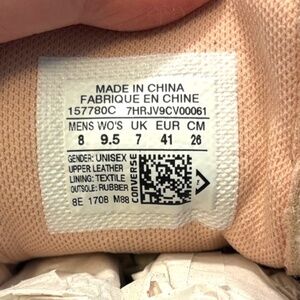 MADE IN CHINA
FABRIQUE EN CHINE
157780C 7HRJV9CV00061
MENS WO'S UK EUR CM
8 9.5 7 41 26
GENDER: UNISEX
UPPER LEATHER
LINING: TEXTILE
OUTSOLE: RUBBER
8E 1708 M88
CONVERSE